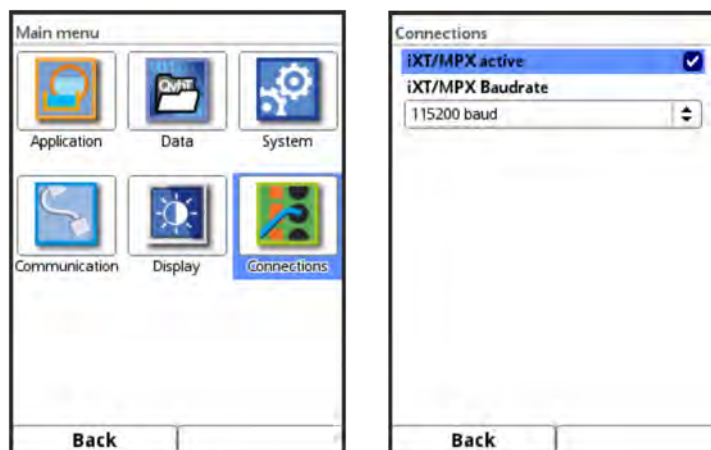 Main menu
QVDT
Application
Data
System
Communication
Display
Connections
Back
Connections
iXT/MPX active
iXT/MPX Baudrate
115200 baud
Back